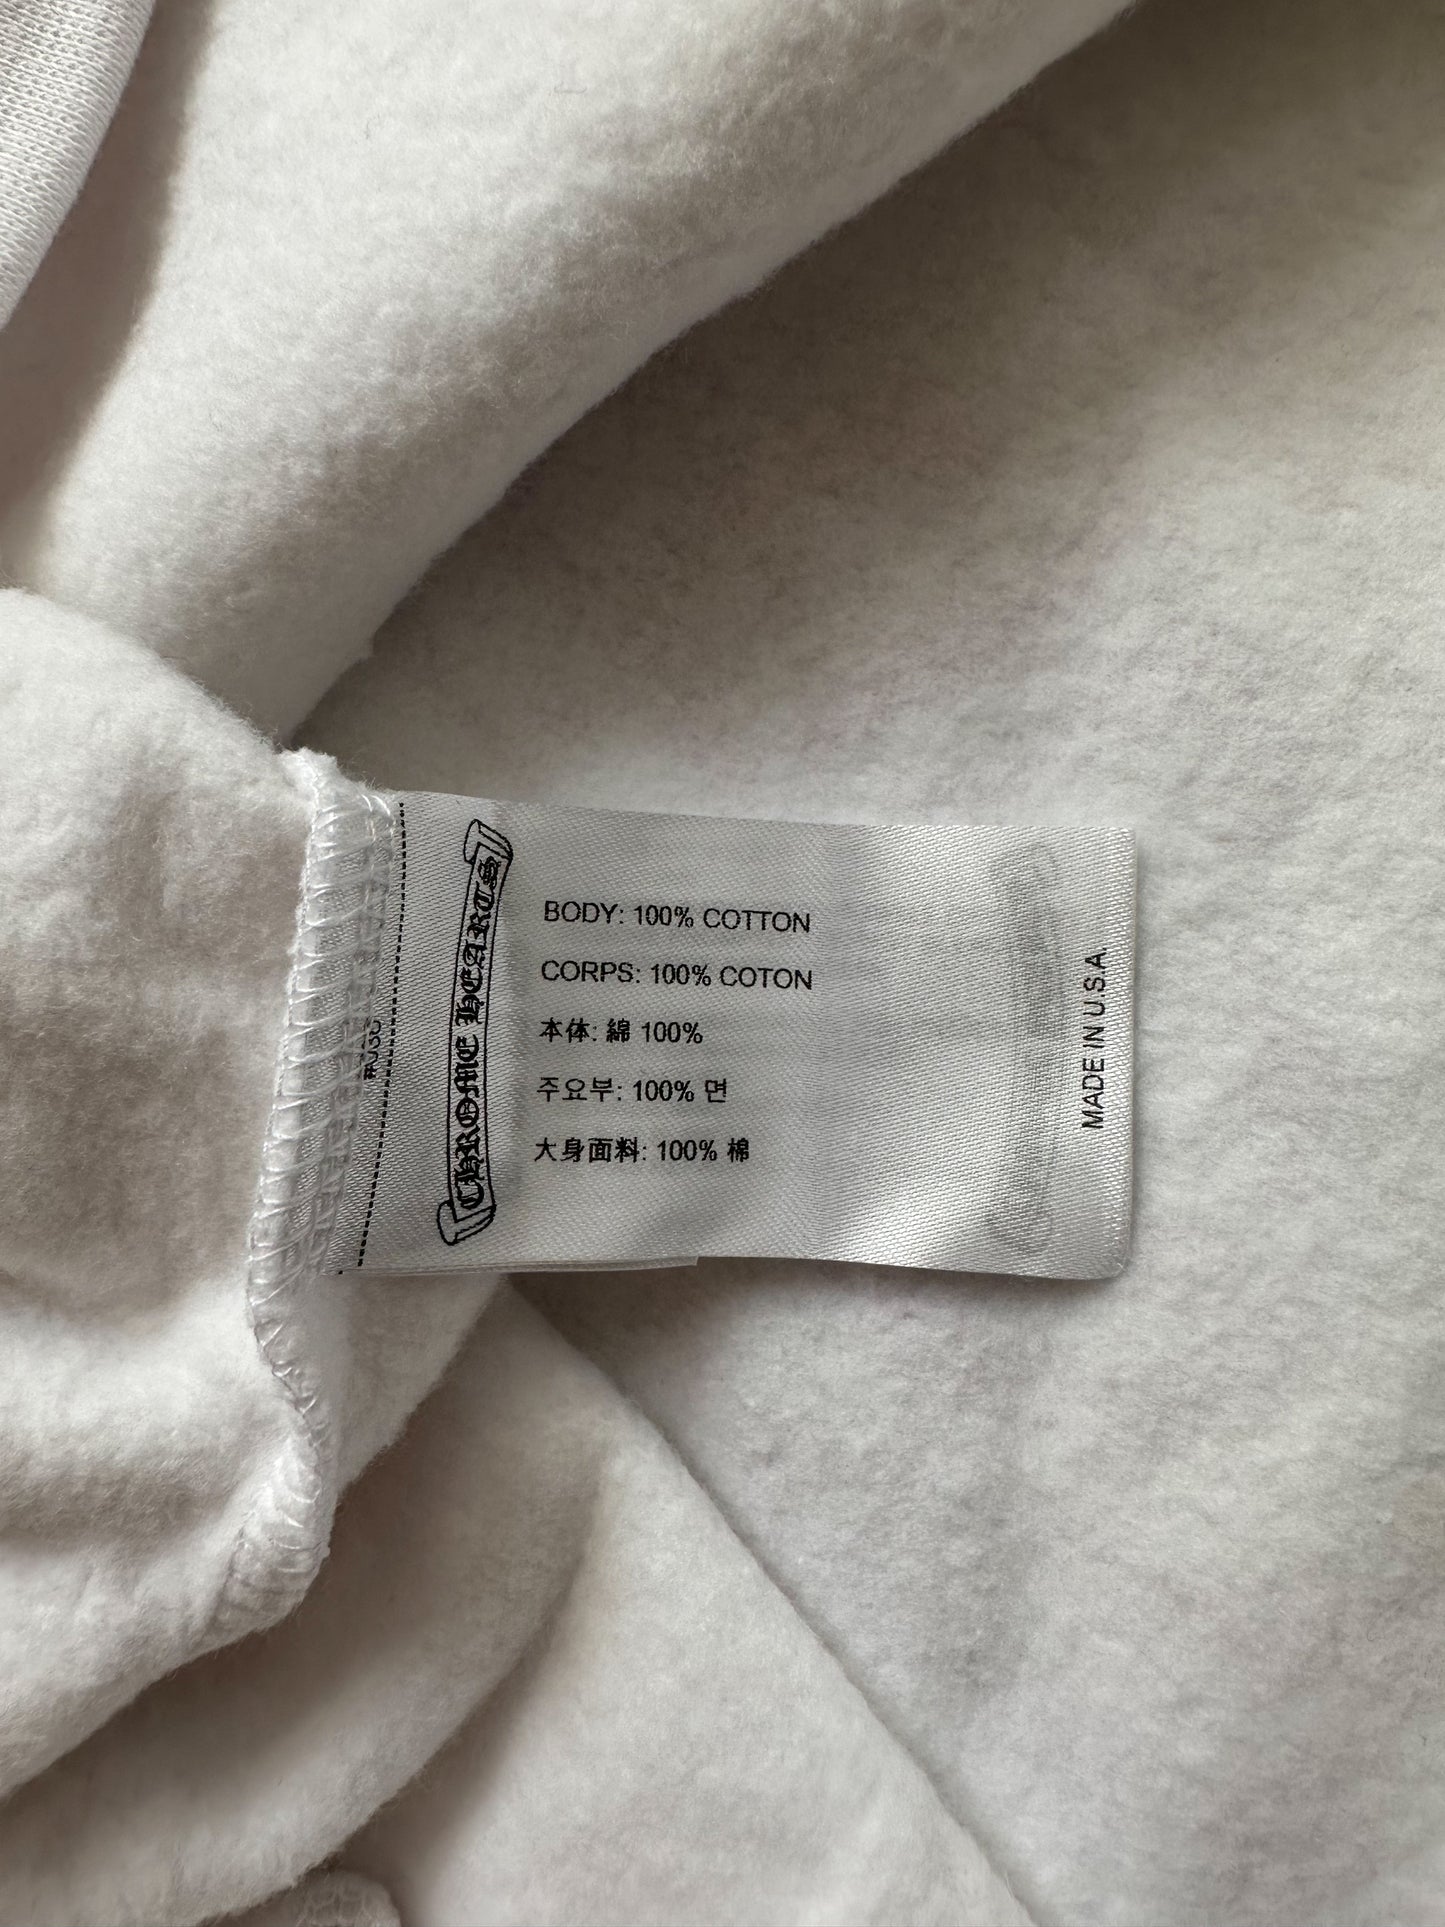 CHROME HEARTS
BODY: 100% COTTON
CORPS: 100% COTON
本体: 綿 100%
주요부: 100% 면
大身面料: 100% 棉
MADE IN U.S.A.